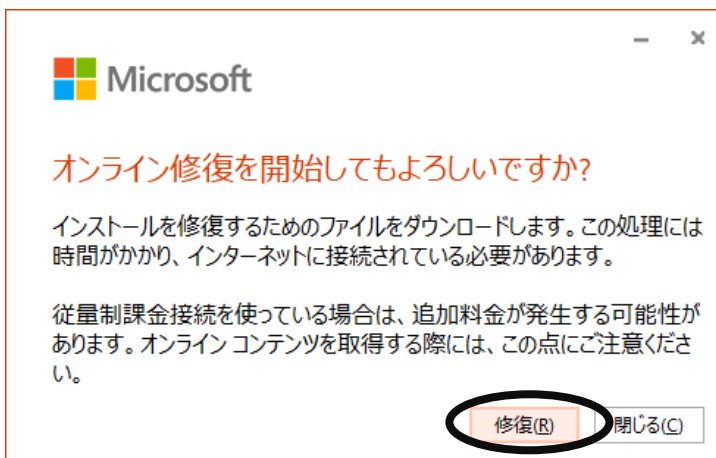 Microsoft
オンライン修復を開始してもよろしいですか?
インストールを修復するためのファイルをダウンロードします。この処理には
時間がかかり、インターネットに接続されている必要があります。
従量制課金接続を使っている場合は、追加料金が発生する可能性が
あります。オンライン コンテンツを取得する際には、この点にご注意くださ
い。
修復(R) 閉じる(C)